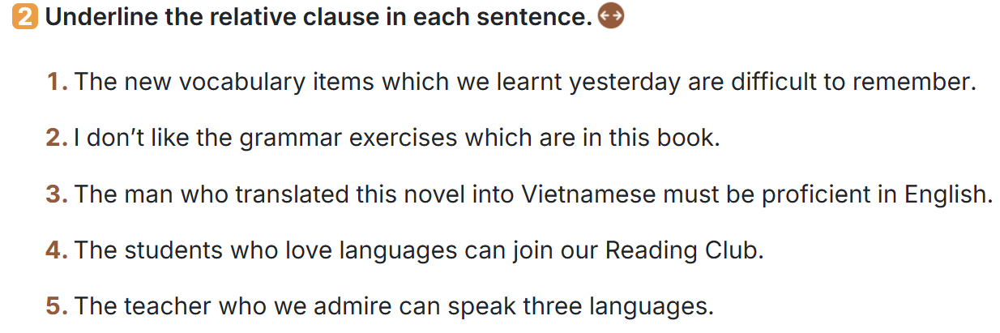 2 Underline the relative clause in each sentence.
1. The new vocabulary items which we learnt yesterday are difficult to remember.
2. I don’t like the grammar exercises which are in this book.
3. The man who translated this novel into Vietnamese must be proficient in English.
4. The students who love languages can join our Reading Club.
5. The teacher who we admire can speak three languages.